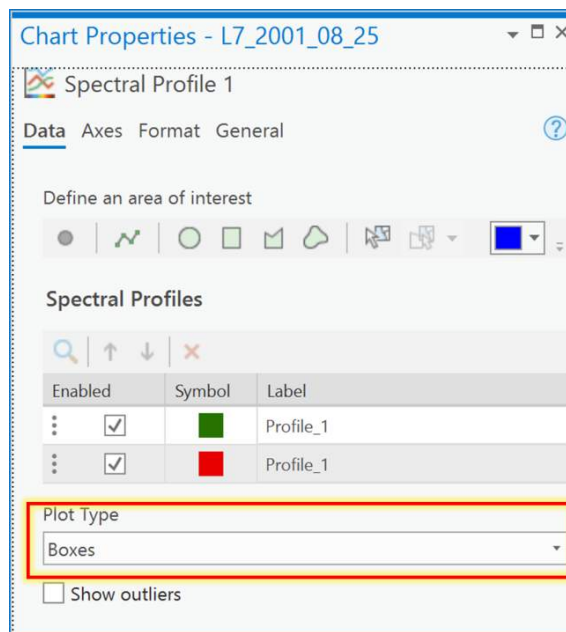 Chart Properties - L7_2001_08_25
Spectral Profile 1
Data Axes Format General
Define an area of interest
Spectral Profiles
Enabled Symbol Label
Profile_1
Profile_1
Plot Type
Boxes
Show outliers